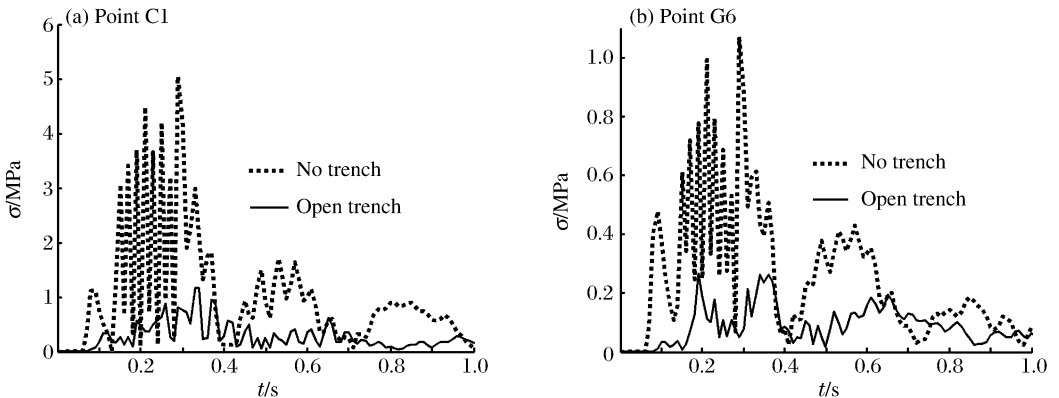 (a) Point C1
6
5
4
3
2
1
0
σ/MPa
No trench
Open trench
0.2
0.4
0.6
0.8
1.0
t/s
(b) Point G6
1.0
0.8
0.6
0.4
0.2
0
σ/MPa
No trench
Open trench
0.2
0.4
0.6
0.8
1.0
t/s